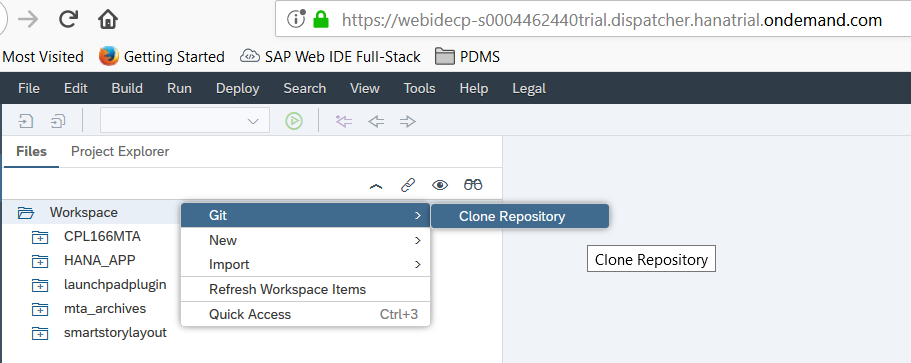 https://webidecp-s0004462440trial.dispatcher.hanatrial.ondemand.com
Most Visited Getting Started SAP Web IDE Full-Stack PDMS
File Edit Build Run Deploy Search View Tools Help Legal
Files Project Explorer
Workspace
Git Clone Repository
CPL166MTA
New
HANA_APP
Import
Clone Repository
launchpadplugin
Refresh Workspace Items
mta_archives
Quick Access Ctrl+3
smartstorylayout